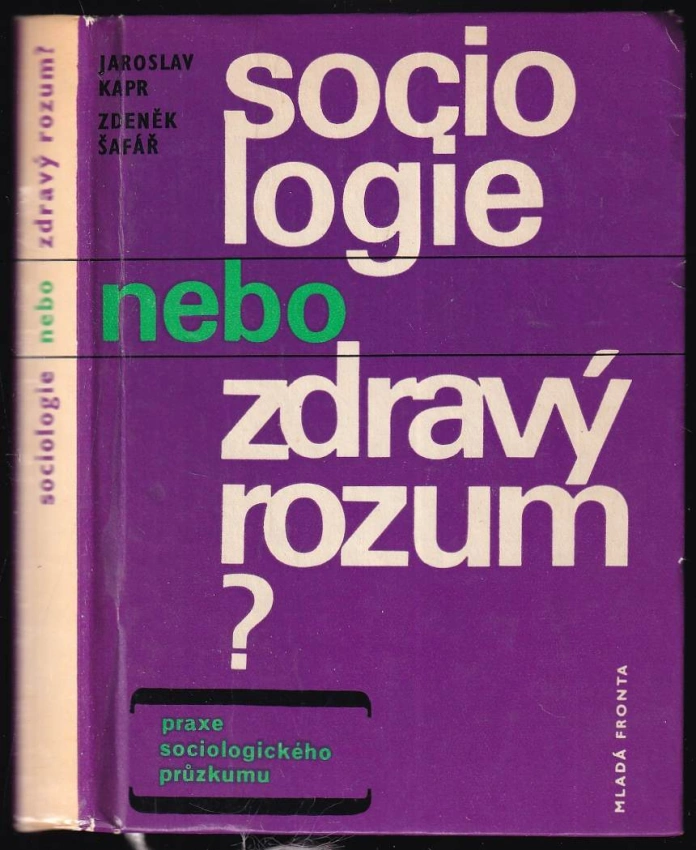 sociologie nebo zdravý rozum?
JAROSLAV
KAPR
ZDENĚK
ŠAFÁŘ
socio
logie
nebo
zdravý
rozum
?
praxe
sociologického
průzkumu
MLADÁ FRONTA